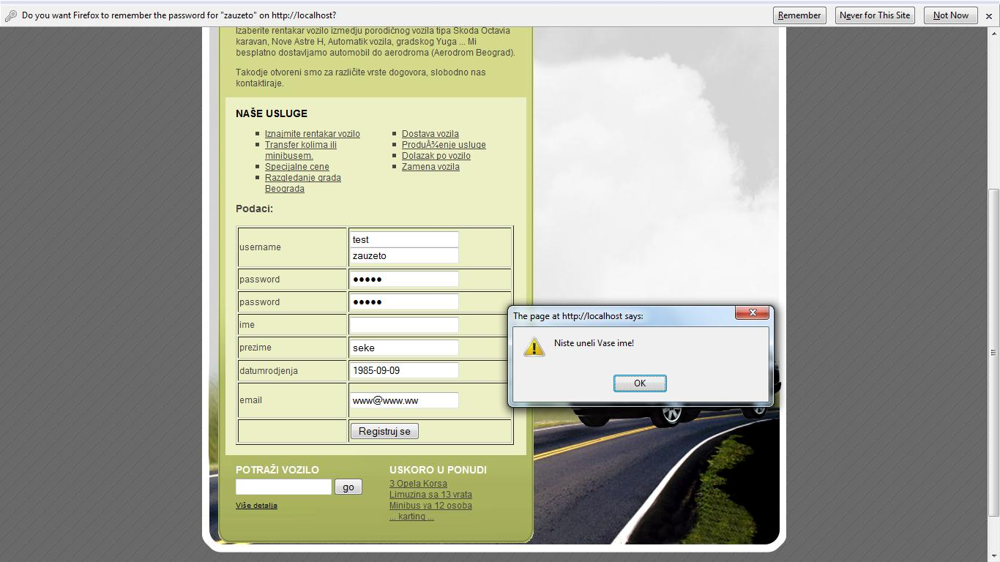 Do you want Firefox to remember the password for "zauzeto" on http://localhost?
Remember
Never for This Site
Not Now
Izaberite rentakar vozilo izmedju porodičnog vozila tipa Škoda Octavia
karavan, Nove Astre H, Automatik vozila, gradskog Yuga ... Mi
besplatno dostavljamo automobil do aerodroma (Aerodrom Beograd).
Takodje otvoreni smo za različite vrste dogovora, slobodno nas
kontaktiraje.
NAŠE USLUGE
Iznajmite rentakar vozilo
Transfer kolima ili
minibusem.
Specijalne cene
Razgledanje grada
Beograda
Dostava vozila
ProduÅ¾enje usluge
Dolazak po vozilo
Zamena vozila
Podaci:
username
test
zauzeto
password
●●●●●
password
●●●●●
ime
prezime
seke
datumrodjenja
1985-09-09
email
www@www.ww
Registruj se
The page at http://localhost says:
Niste uneli Vase ime!
OK
POTRAŽI VOZILO
go
Više detalja
USKORO U PONUDI
3 Opela Korsa
Limuzina sa 13 vrata
Minibus ya 12 osoba
... karting ...